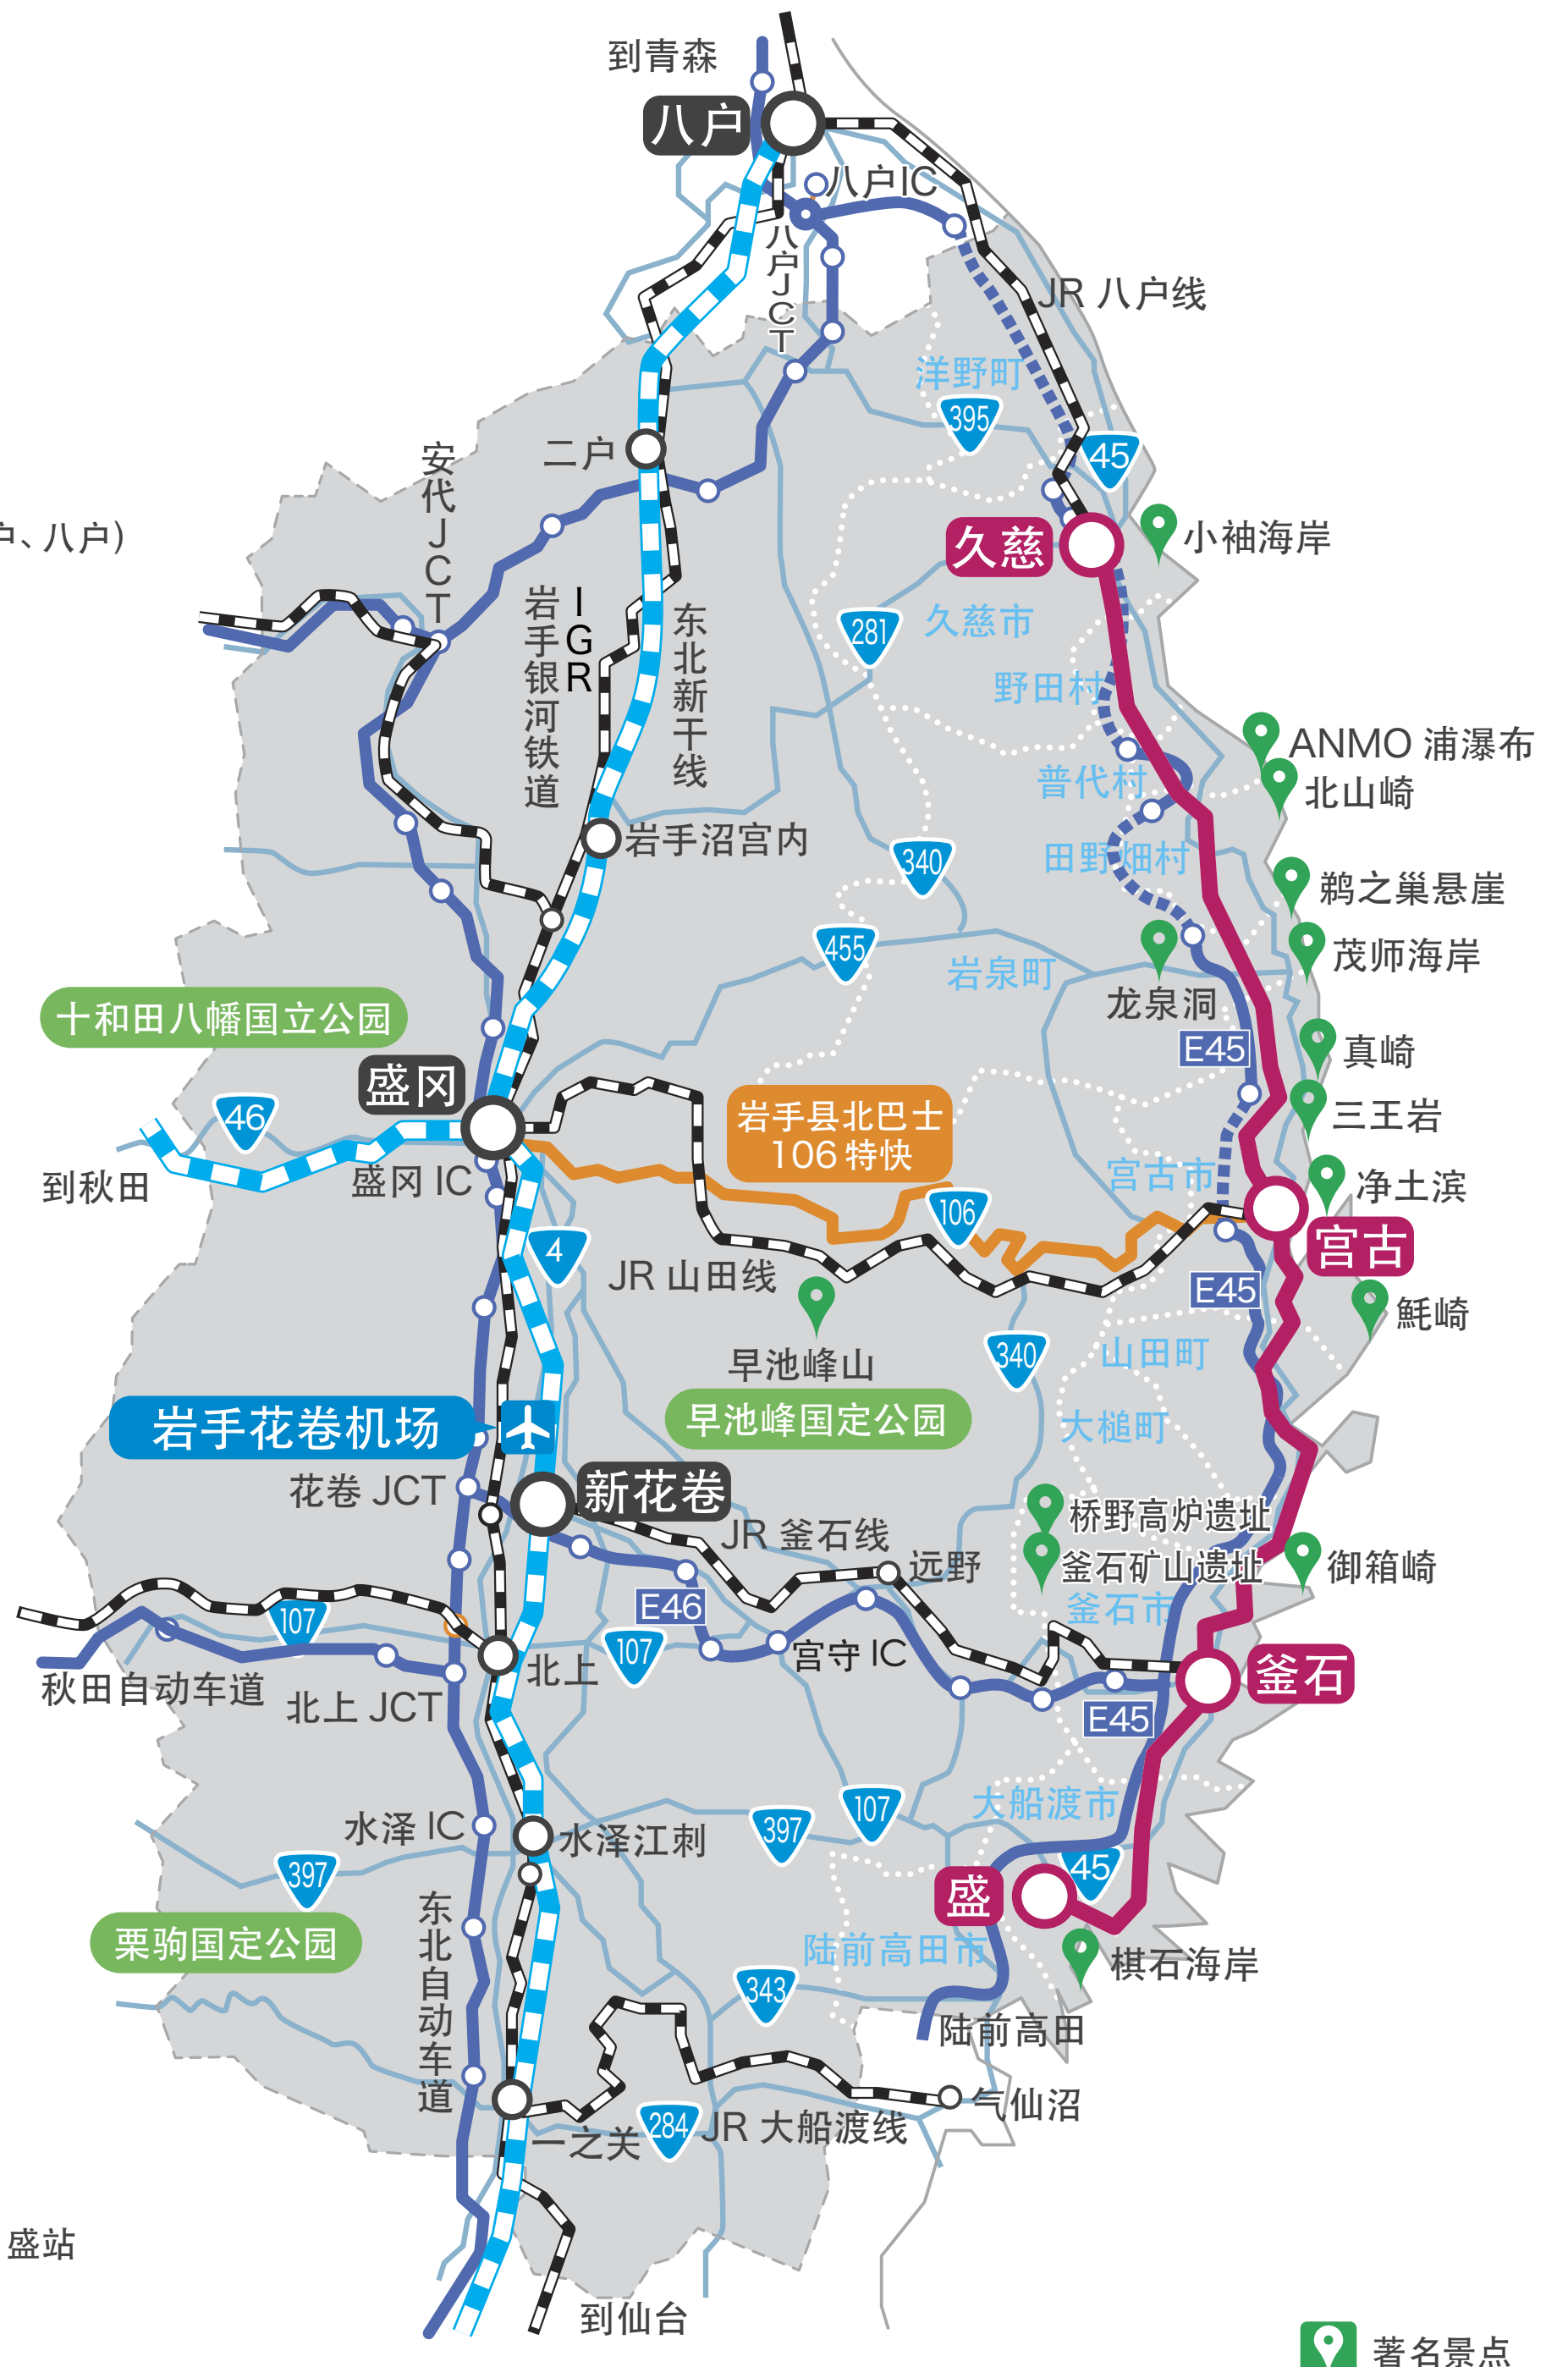 到青森
八户
八户IC
八户JCT
JR 八户线
洋野町
395
45
安代JCT
二户
户、八户)
久慈
小袖海岸
岩手银河铁道
IGR
东北新干线
281
久慈市
野田村
ANMO 浦瀑布
普代村
北山崎
岩手沼宫内
340
田野畑村
鹈之巢悬崖
455
岩泉町
茂师海岸
龙泉洞
十和田八幡国立公园
E45
真崎
盛冈
46
岩手县北巴士
106 特快
三王岩
到秋田
盛冈 IC
宫古市
净土滨
106
宫古
4
JR 山田线
E45
魹崎
早池峰山
340
山田町
岩手花卷机场
早池峰国定公园
大槌町
花卷 JCT
新花卷
桥野高炉遗址
JR 釜石线
远野
釜石矿山遗址
御箱崎
107
E46
釜石市
107
宫守 IC
秋田自动车道
北上
釜石
北上 JCT
E45
大船渡市
水泽 IC
水泽江刺
397
107
397
45
盛
东北自动车道
栗驹国定公园
陆前高田市
棋石海岸
343
陆前高田
气仙沼
一之关
284
JR 大船渡线
盛站
到仙台
著名景点